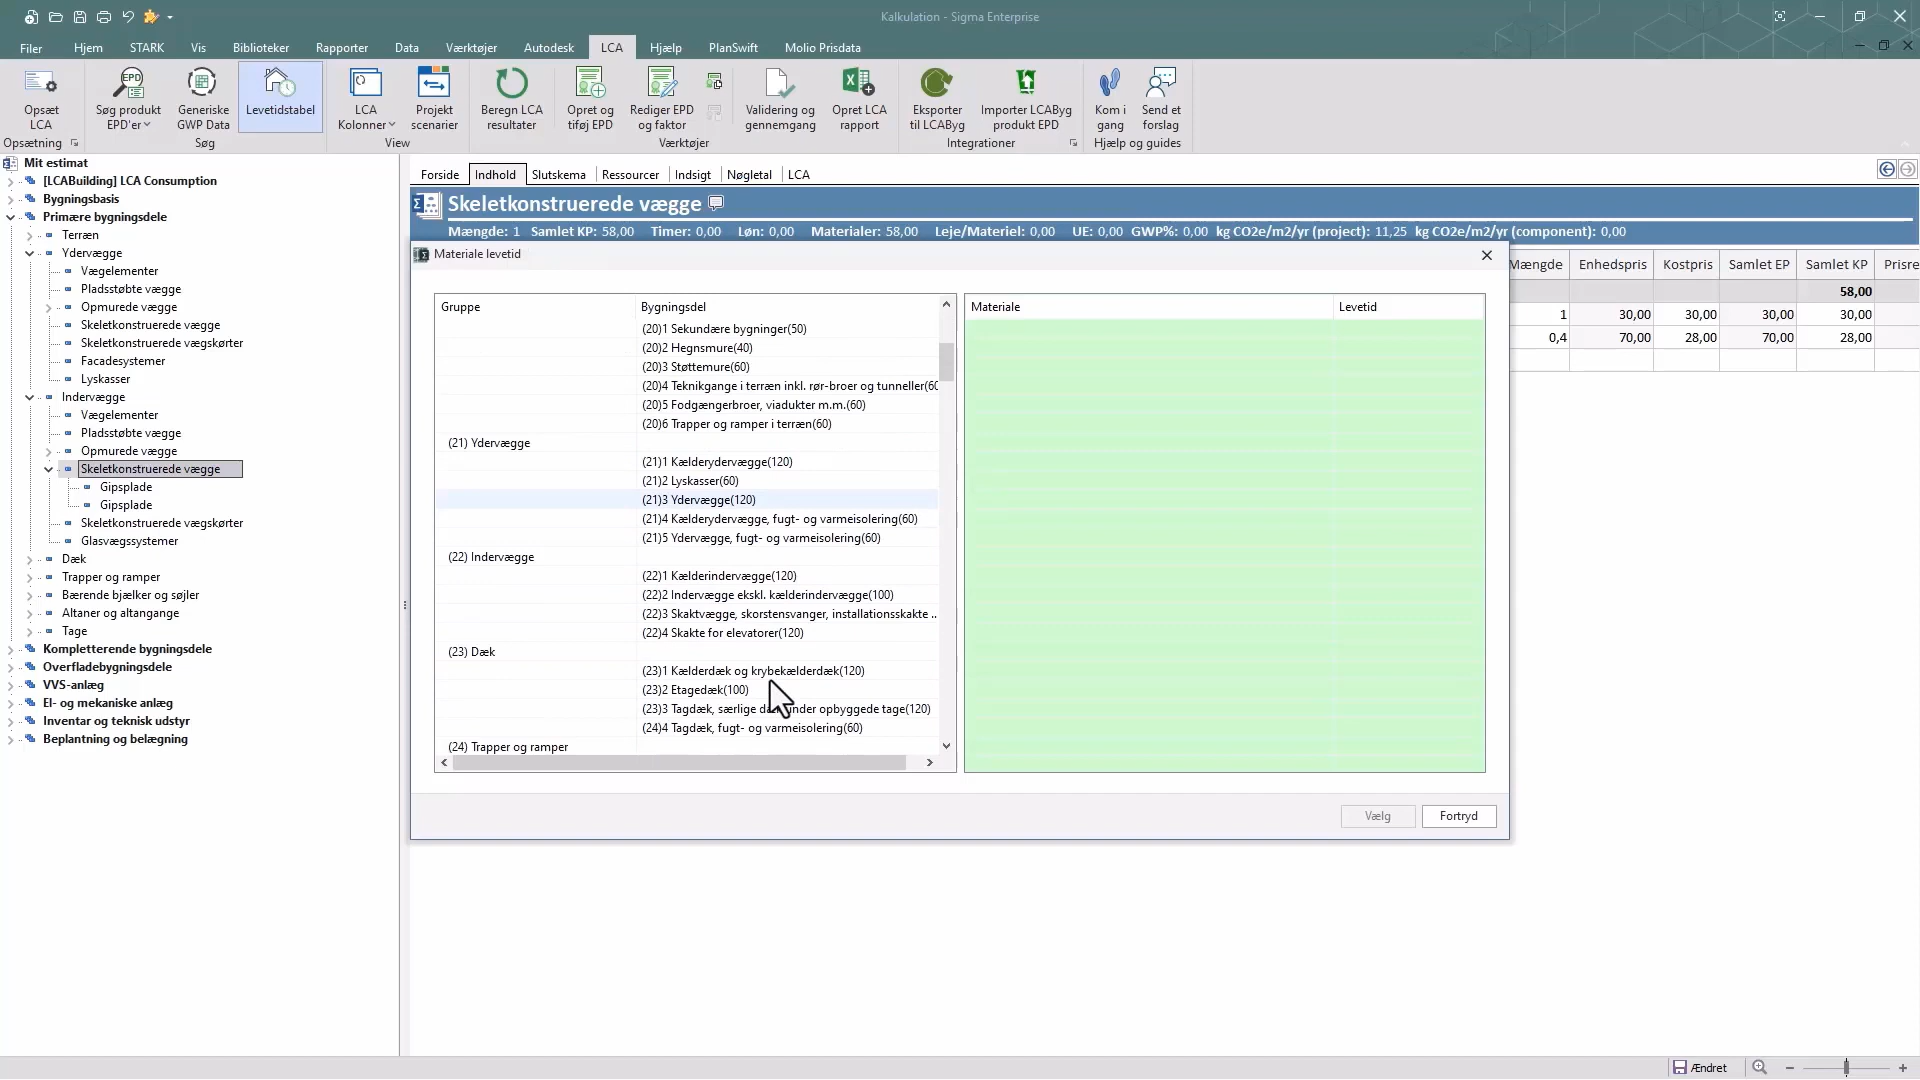 Kalkulation - Sigma Enterprise
Filer Hjem STARK Vis Biblioteker Rapporter Data Værktøjer Autodesk LCA Hjælp PlanSwift Molio Prisdata
Opsæt LCA
Opsætning
EPD
Søg produkt EPD'er
Generiske GWP Data
Levetidstabel
Søg
LCA Kolonner
Projekt scenarier
View
Beregn LCA resultater
Opret og tilføj EPD
Rediger EPD og faktor
Validering og gennemgang
Opret LCA rapport
Værktøjer
Eksporter til LCAByg
Importer LCAByg produkt EPD
Integrationer
Kom i gang
Send et forslag
Hjælp og guides
Mit estimat
[LCABuilding] LCA Consumption
Bygningsbasis
Primære bygningsdele
Terræn
Ydervægge
Vægelementer
Pladsstøbte vægge
Opmurede vægge
Skeletkonstruerede vægge
Skeletkonstruerede vægskørter
Facadesystemer
Lyskasser
Indervægge
Vægelementer
Pladsstøbte vægge
Opmurede vægge
Skeletkonstruerede vægge
Gipsplade
Gipsplade
Skeletkonstruerede vægskørter
Glasvægssystemer
Dæk
Trapper og ramper
Bærende bjælker og søjler
Altaner og altangange
Tage
Kompletterende bygningsdele
Overfladebygningsdele
VVS-anlæg
El- og mekaniske anlæg
Inventar og teknisk udstyr
Beplantning og belægning
Forside Indhold Slutskema Ressourcer Indsigt Nøgletal LCA
Skeletkonstruerede vægge
Mængde: 1 Samlet KP: 58,00 Timer: 0,00 Løn: 0,00 Materialer: 58,00 Leje/Materiel: 0,00 UE: 0,00 GWP%: 0,00 kg CO2e/m2/yr (project): 11,25 kg CO2e/m2/yr (component): 0,00
Mængde Enhedspris Kostpris Samlet EP Samlet KP Prisre
58,00
1 30,00 30,00 30,00 30,00
0,4 70,00 28,00 70,00 28,00
Materiale levetid
Gruppe Bygningsdel
(20)1 Sekundære bygninger(50)
(20)2 Hegnsmure(40)
(20)3 Støttemure(60)
(20)4 Teknikgange i terræn inkl. rør-broer og tunneller(60
(20)5 Fodgængerbroer, viadukter m.m.(60)
(20)6 Trapper og ramper i terræn(60)
(21) Ydervægge
(21)1 Kælderydervægge(120)
(21)2 Lyskasser(60)
(21)3 Ydervægge(120)
(21)4 Kælderydervægge, fugt- og varmeisolering(60)
(21)5 Ydervægge, fugt- og varmeisolering(60)
(22) Indervægge
(22)1 Kælderindervægge(120)
(22)2 Indervægge ekskl. kælderindervægge(100)
(22)3 Skaktvægge, skorstensvanger, installationsskakte ..
(22)4 Skakte for elevatorer(120)
(23) Dæk
(23)1 Kælderdæk og krybekælderdæk(120)
(23)2 Etagedæk(100)
(23)3 Tagdæk, særlige under opbyggede tage(120)
(24)4 Tagdæk, fugt- og varmeisolering(60)
(24) Trapper og ramper
Materiale Levetid
Vælg Fortryd
Ændret